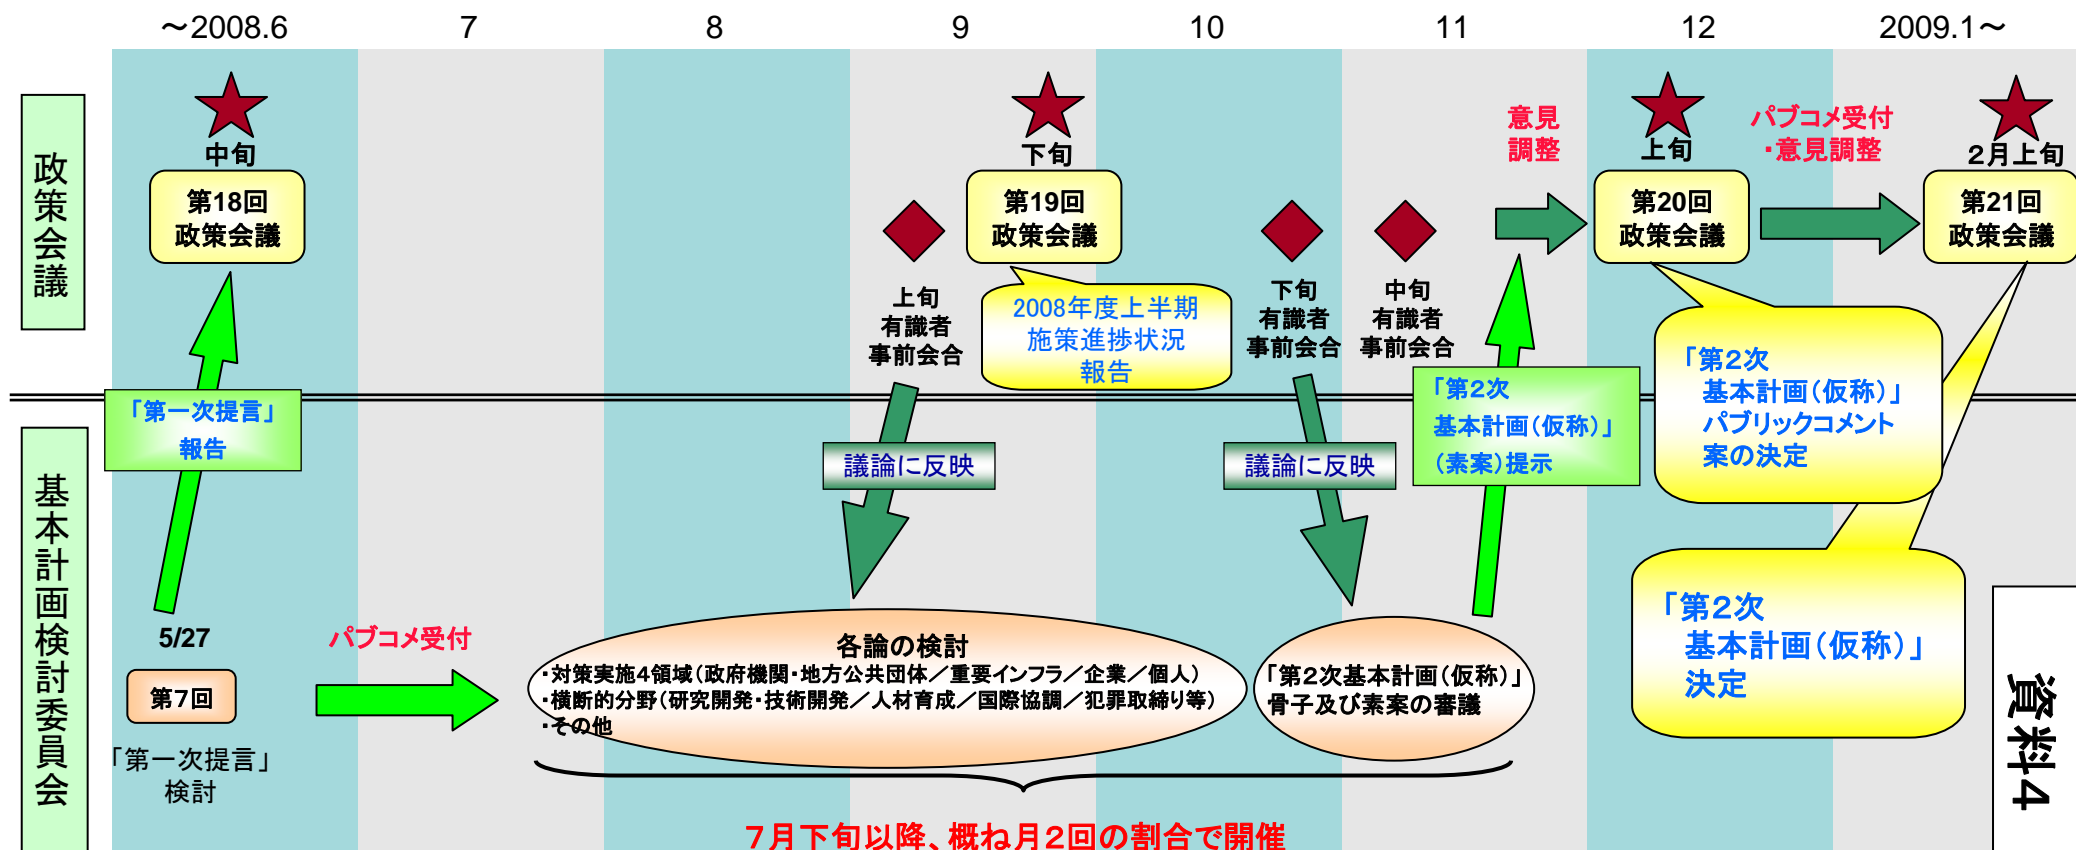 ～2008.6
7
8
9
10
11
12
2009.1～
政策会議
中旬
第18回
政策会議
下旬
第19回
政策会議
2008年度上半期
施策進捗状況
報告
上旬
有識者
事前会合
下旬
有識者
事前会合
中旬
有識者
事前会合
意見
調整
上旬
第20回
政策会議
パブコメ受付
・意見調整
２月上旬
第21回
政策会議
「第一次提言」
報告
議論に反映
議論に反映
「第２次
基本計画（仮称）」
（素案）提示
「第２次
基本計画（仮称）」
パブリックコメント
案の決定
「第２次
基本計画（仮称）」
決定
基本計画検討委員会
5/27
第7回
「第一次提言」
検討
パブコメ受付
各論の検討
・対策実施４領域（政府機関・地方公共団体／重要インフラ／企業／個人）
・横断的分野（研究開発・技術開発／人材育成／国際協調／犯罪取締り等）
・その他
「第２次基本計画（仮称）」
骨子及び素案の審議
７月下旬以降、概ね月２回の割合で開催
資料４